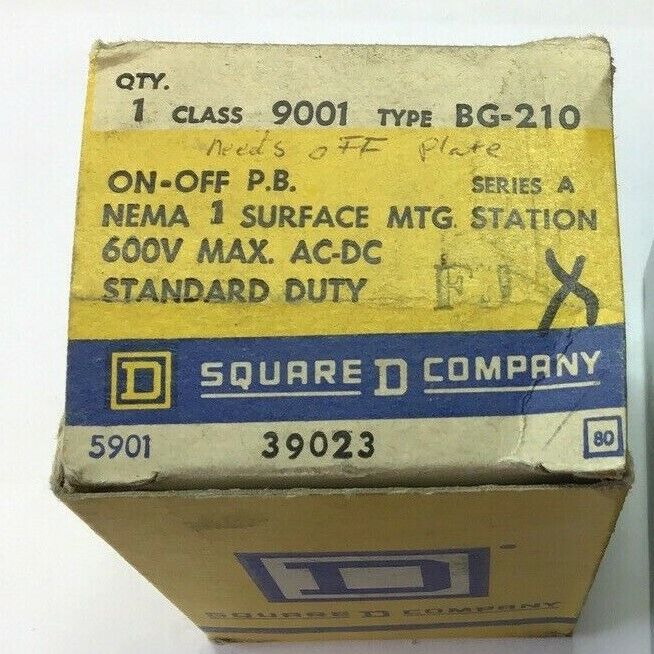 QTY.
1 CLASS 9001 TYPE BG-210
Needs OFF Plate
ON-OFF P.B. SERIES A
NEMA 1 SURFACE MTG. STATION
600V MAX. AC-DC
STANDARD DUTY
X
D SQUARE D COMPANY
5901 39023 80
D
SQUARE D COMPANY